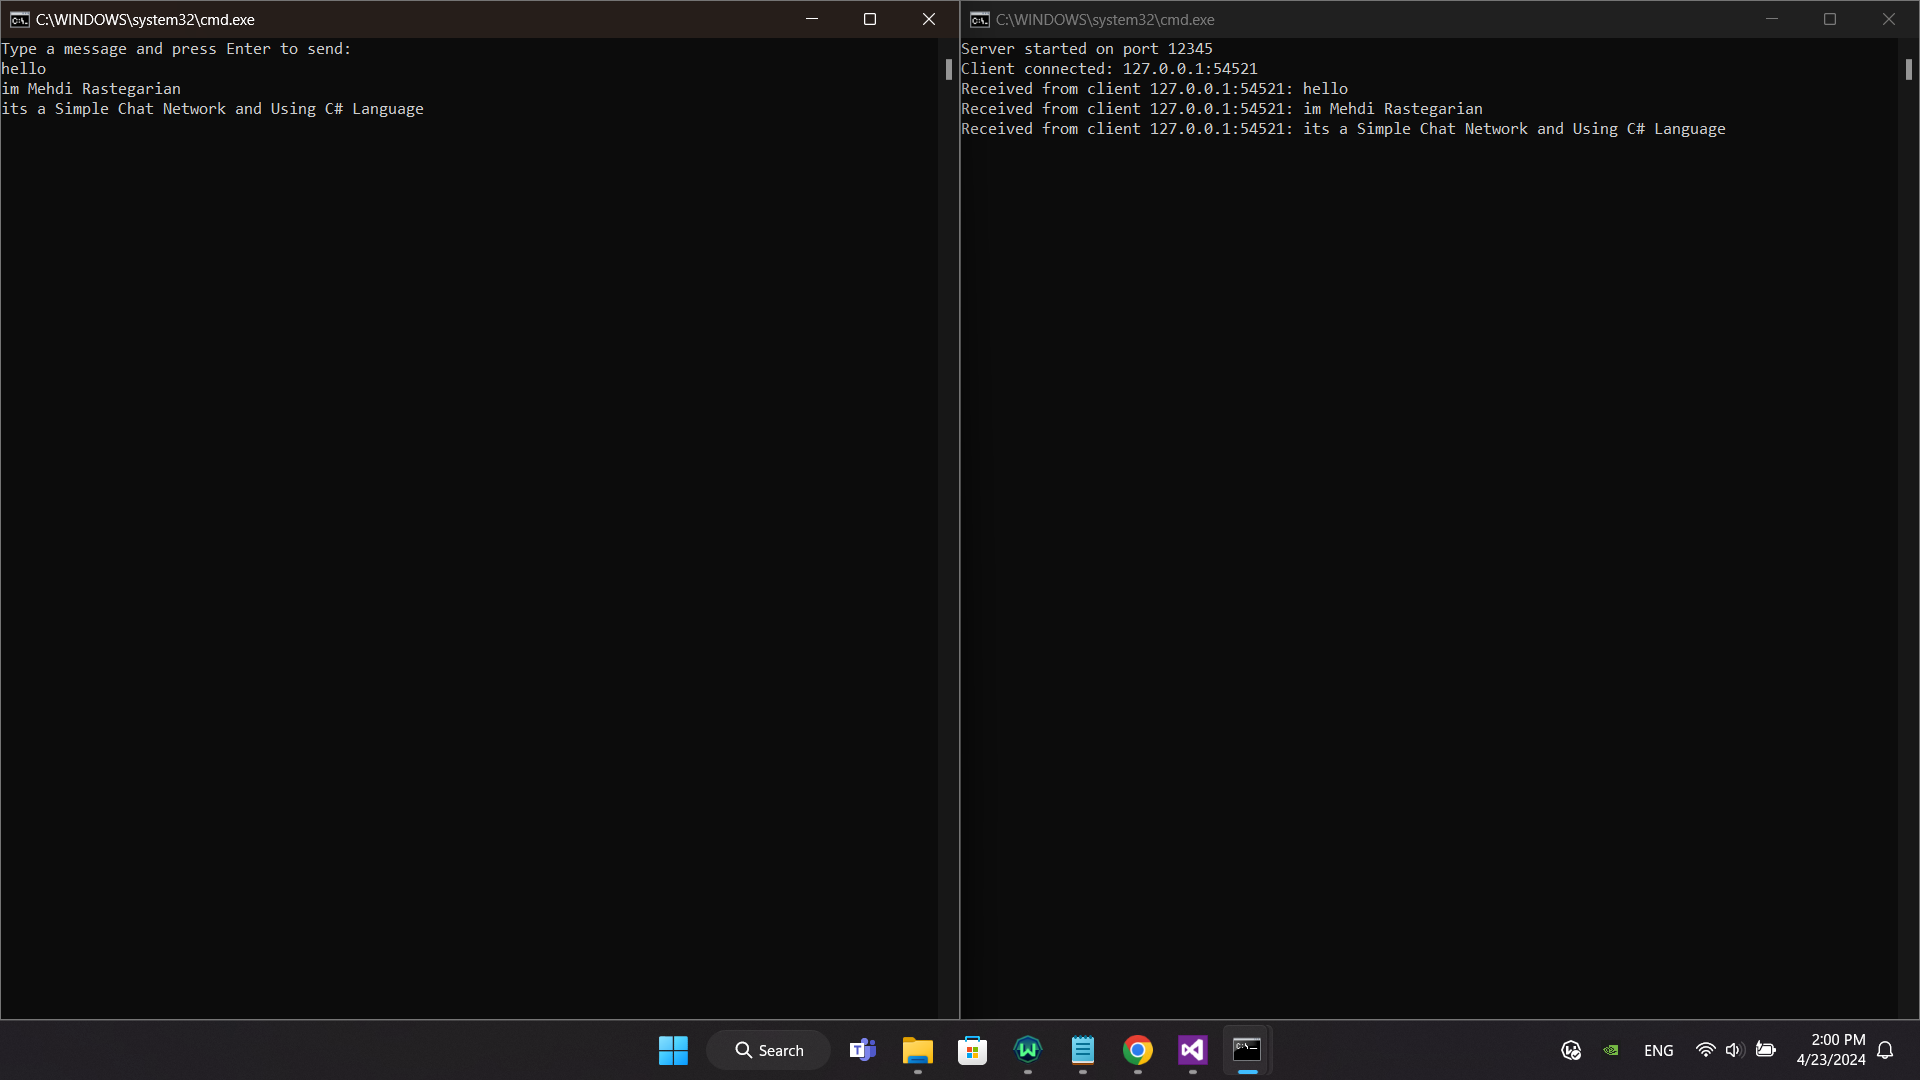 C:\WINDOWS\system32\cmd.exe
Type a message and press Enter to send:
hello
im Mehdi Rastegarian
its a Simple Chat Network and Using C# Language
C:\WINDOWS\system32\cmd.exe
Server started on port 12345
Client connected: 127.0.0.1:54521
Received from client 127.0.0.1:54521: hello
Received from client 127.0.0.1:54521: im Mehdi Rastegarian
Received from client 127.0.0.1:54521: its a Simple Chat Network and Using C# Language
Search
ENG
2:00 PM
4/23/2024